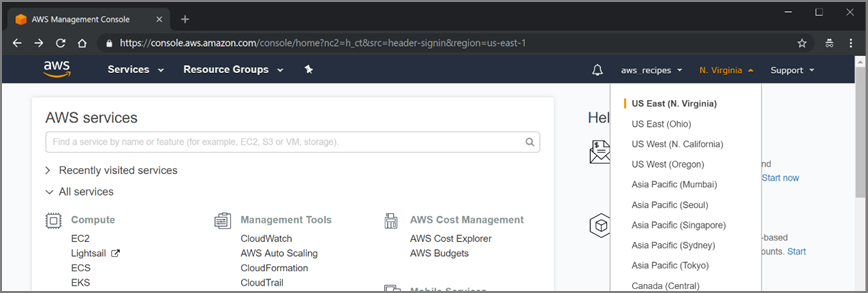 AWS Management Console
https://console.aws.amazon.com/console/home?nc2=h_ct&src=header-signin&region=us-east-1
aws Services Resource Groups aws_recipes N. Virginia Support
AWS services
Find a service by name or feature (for example, EC2, S3 or VM, storage).
Recently visited services
All services
Compute
EC2
Lightsail
ECS
EKS
Management Tools
CloudWatch
AWS Auto Scaling
CloudFormation
CloudTrail
AWS Cost Management
AWS Cost Explorer
AWS Budgets
Mobile Services
Hel
US East (N. Virginia)
US East (Ohio)
US West (N. California)
US West (Oregon)
Asia Pacific (Mumbai)
Asia Pacific (Seoul)
Asia Pacific (Singapore)
Asia Pacific (Sydney)
Asia Pacific (Tokyo)
Canada (Central)
nd
Start now
-based
ounts. Start